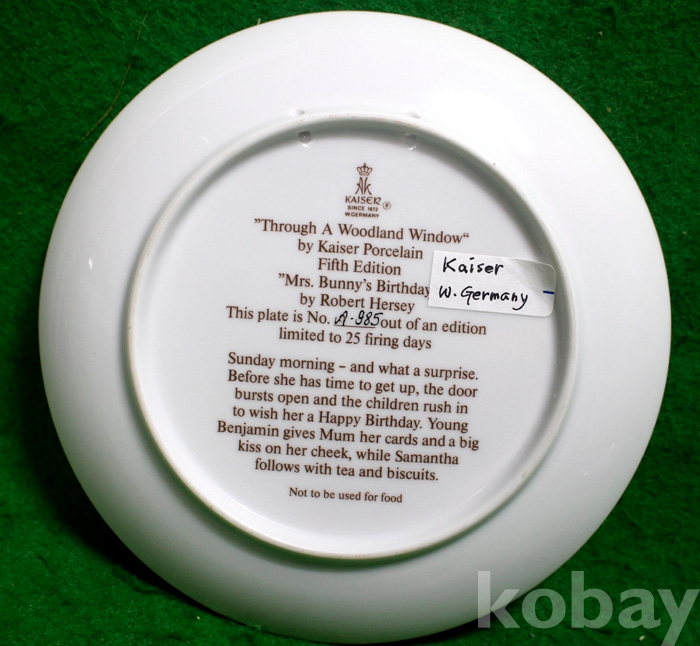 KAISER ®
SINCE 1872
W.GERMANY
”Through A Woodland Window“
by Kaiser Porcelain
Fifth Edition
”Mrs. Bunny's Birthday
by Robert Hersey
This plate is No. A-985 out of an edition
limited to 25 firing days
Kaiser
W. Germany
Sunday morning – and what a surprise.
Before she has time to get up, the door
bursts open and the children rush in
to wish her a Happy Birthday. Young
Benjamin gives Mum her cards and a big
kiss on her cheek, while Samantha
follows with tea and biscuits.
Not to be used for food
kobay